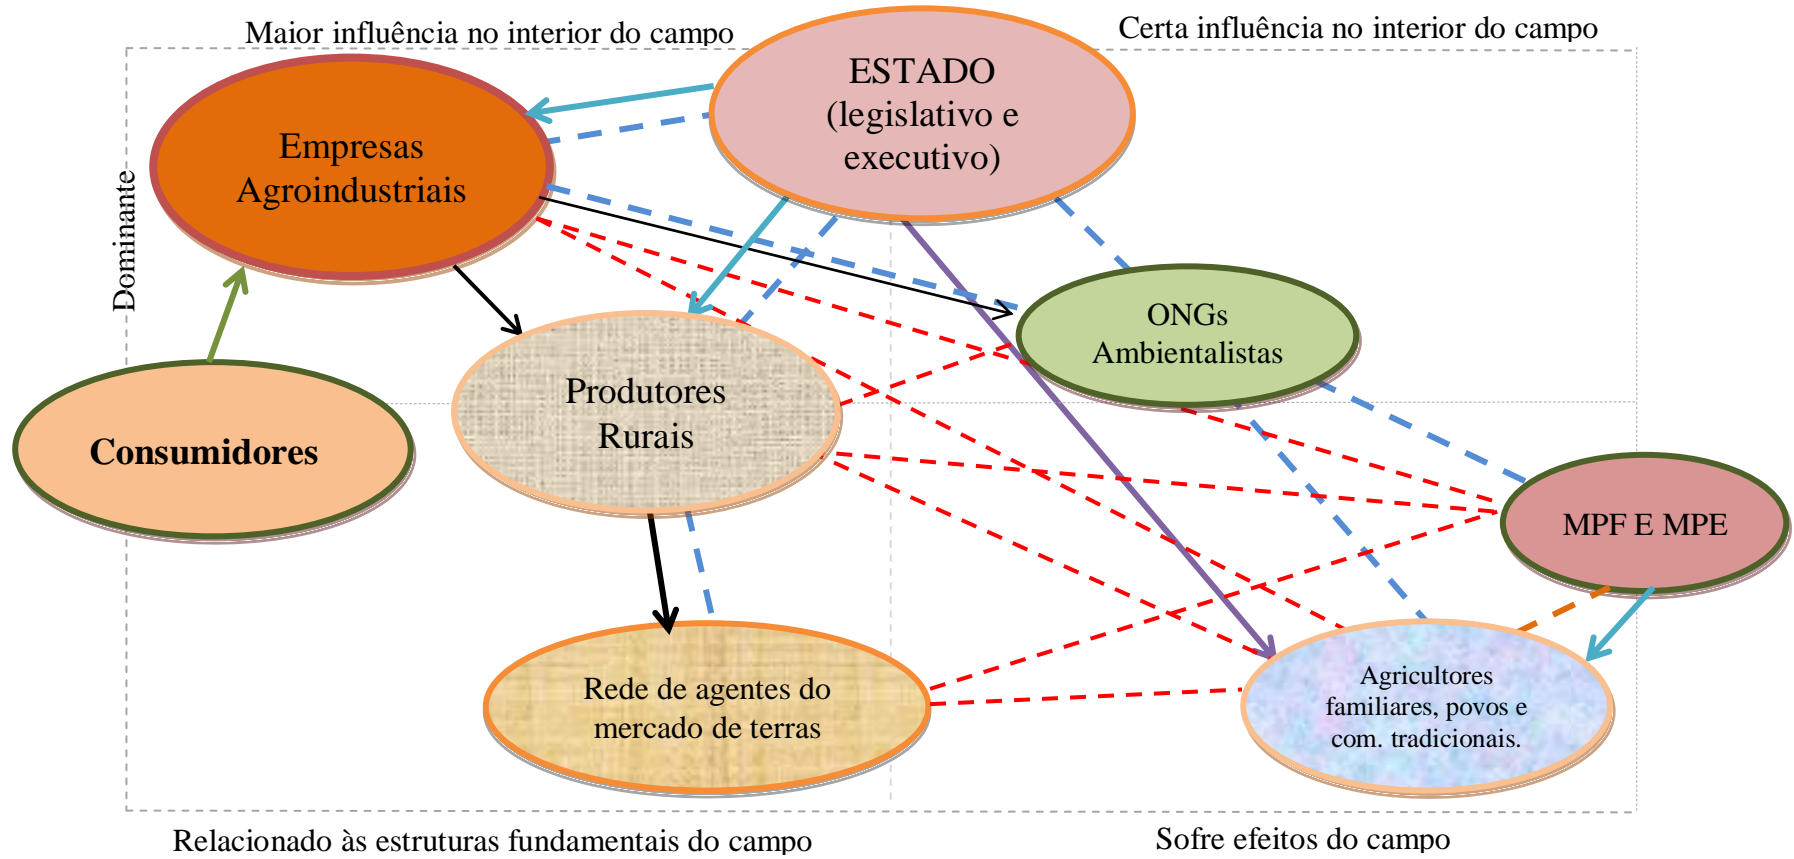 Maior influência no interior do campo
Certa influência no interior do campo
ESTADO
(legislativo e
executivo)
Empresas
Agroindustriais
Dominante
ONGs
Ambientalistas
Produtores
Rurais
Consumidores
MPF E MPE
Rede de agentes do
mercado de terras
Agricultores
familiares, povos e
com. tradicionais.
Relacionado às estruturas fundamentais do campo
Sofre efeitos do campo